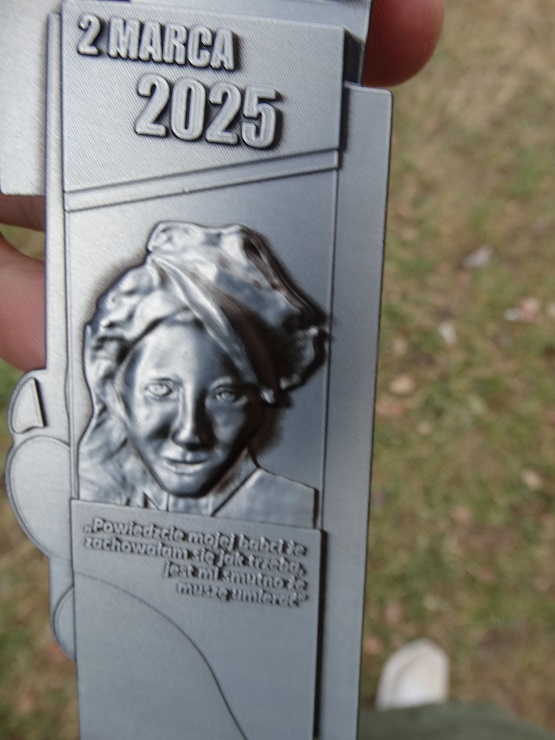 2 MARCA
2025
„Powiedzcie mojej babci że
zachowałam się jak trzeba,
jest mi smutno że
muszę umierać”